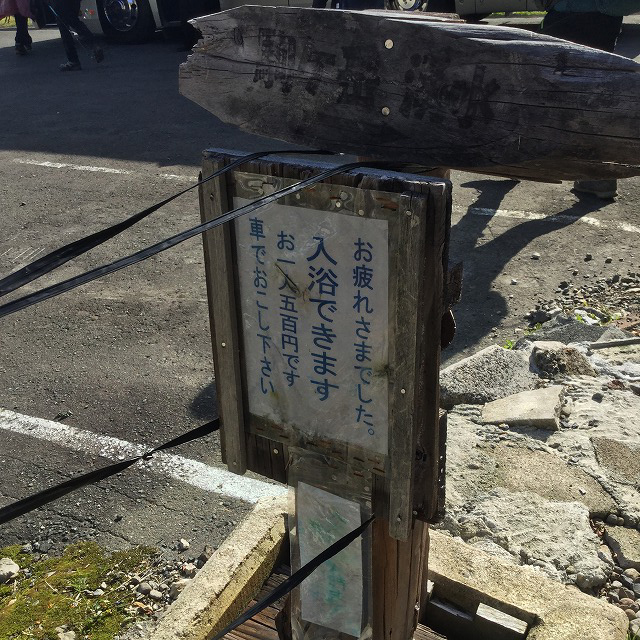 お疲れさまでした。
入浴できます
お一人五百円です
車でおこし下さい